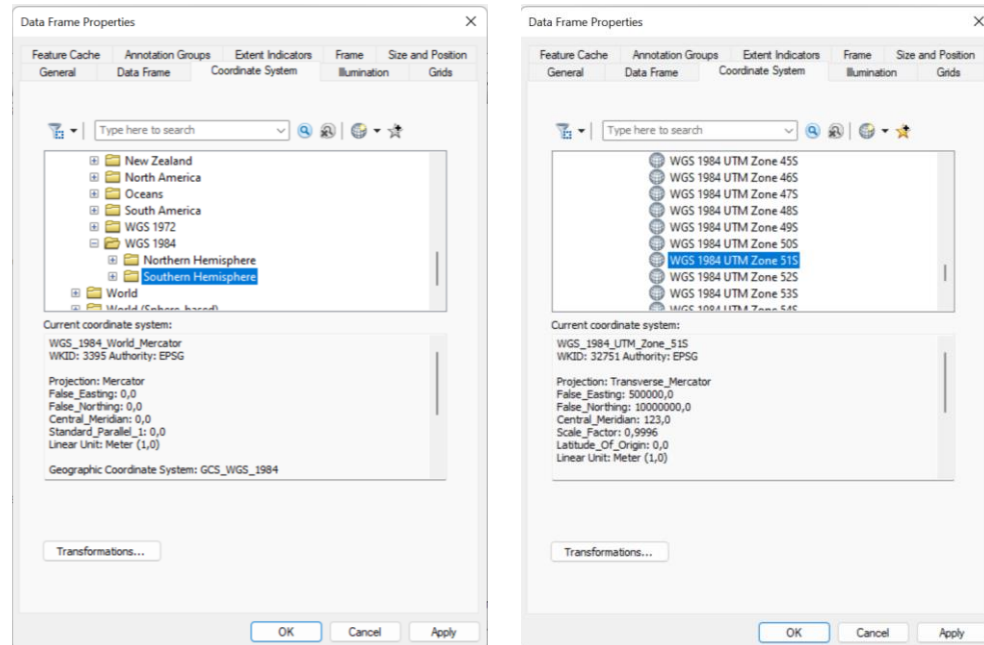 Data Frame Properties
Feature Cache Annotation Groups Extent Indicators Frame Size and Position
General Data Frame Coordinate System Illumination Grids
Type here to search
New Zealand
North America
Oceans
South America
WGS 1972
WGS 1984
Northern Hemisphere
Southern Hemisphere
World
World (Sphere-based)
Current coordinate system:
WGS_1984_World_Mercator
WKID: 3395 Authority: EPSG
Projection: Mercator
False_Easting: 0,0
False_Northing: 0,0
Central_Meridian: 0,0
Standard_Parallel_1: 0,0
Linear Unit: Meter (1,0)
Geographic Coordinate System: GCS_WGS_1984
Transformations...
OK Cancel Apply
Data Frame Properties
Feature Cache Annotation Groups Extent Indicators Frame Size and Position
General Data Frame Coordinate System Illumination Grids
Type here to search
WGS 1984 UTM Zone 45S
WGS 1984 UTM Zone 46S
WGS 1984 UTM Zone 47S
WGS 1984 UTM Zone 48S
WGS 1984 UTM Zone 49S
WGS 1984 UTM Zone 50S
WGS 1984 UTM Zone 51S
WGS 1984 UTM Zone 52S
WGS 1984 UTM Zone 53S
WGS 1984 UTM Zone 54S
Current coordinate system:
WGS_1984_UTM_Zone_51S
WKID: 32751 Authority: EPSG
Projection: Transverse_Mercator
False_Easting: 500000,0
False_Northing: 10000000,0
Central_Meridian: 123,0
Scale_Factor: 0,9996
Latitude_Of_Origin: 0,0
Linear Unit: Meter (1,0)
Transformations...
OK Cancel Apply